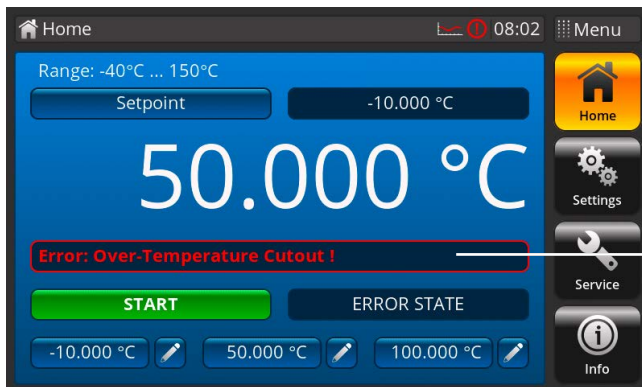 Home 08:02 Menu
Range: -40°C ... 150°C
Setpoint -10.000 °C
Home
50.000 °C
Settings
Error: Over-Temperature Cutout !
Service
START ERROR STATE
-10.000 °C 50.000 °C 100.000 °C
Info